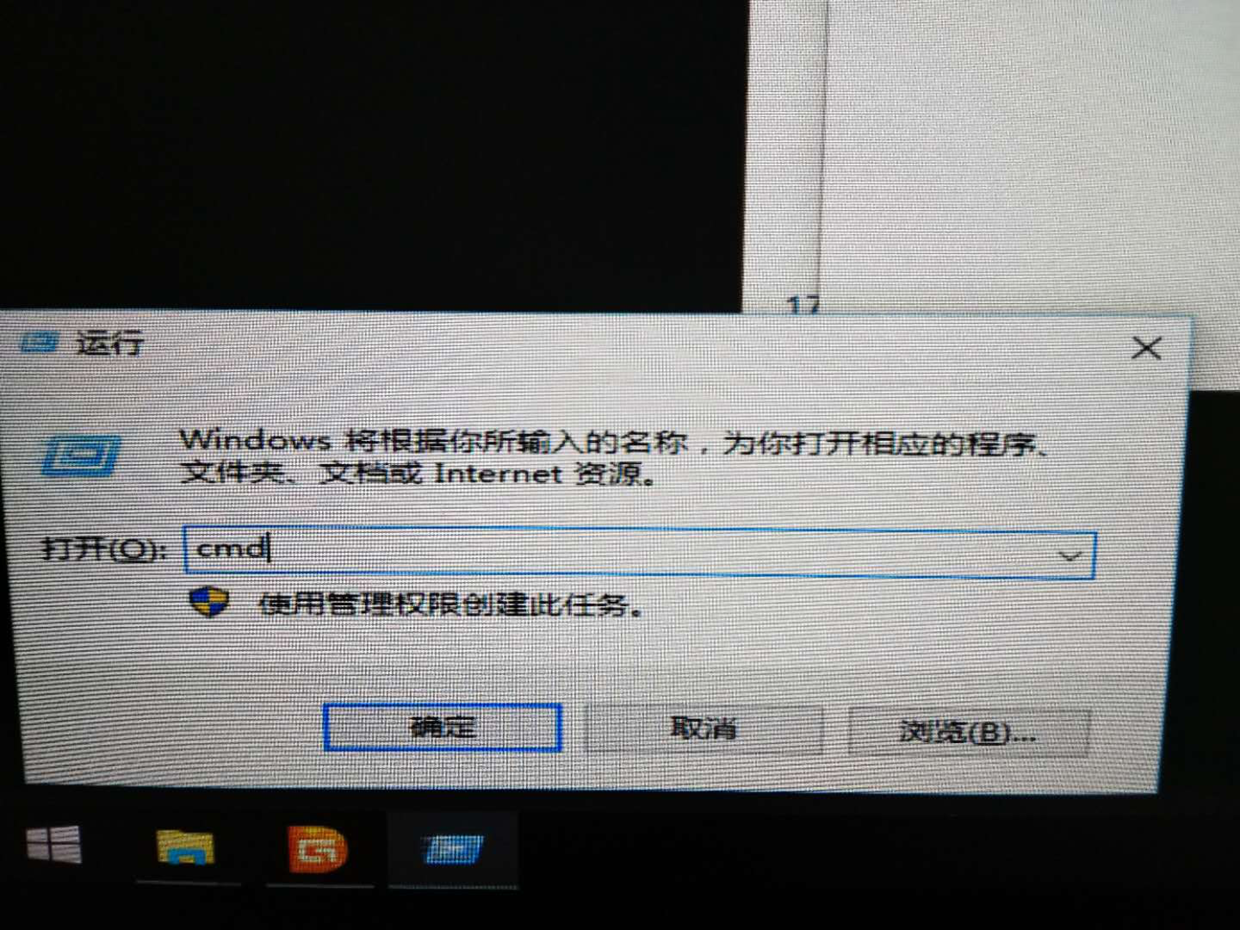 17
运行
Windows 将根据你所输入的名称，为你打开相应的程序、
文件夹、文档或 Internet 资源。
打开(O): cmd
使用管理权限创建此任务。
确定 取消 浏览(B)...